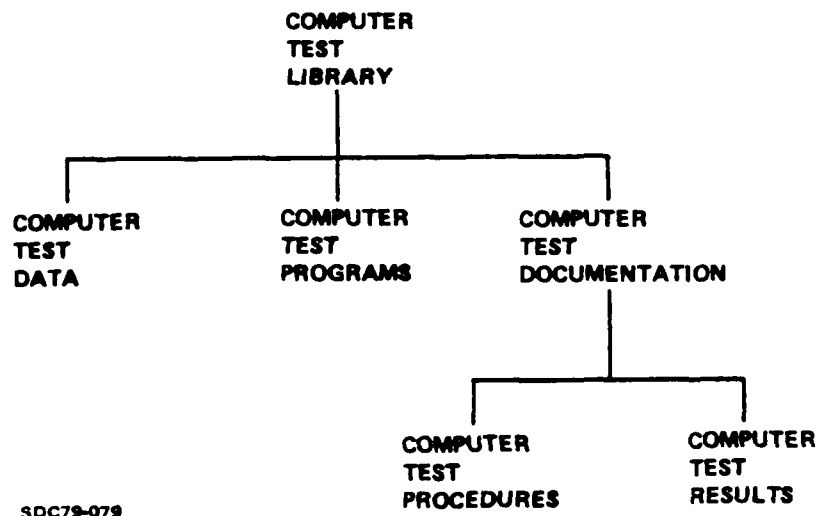 COMPUTER
TEST
LIBRARY
COMPUTER
TEST
DATA
COMPUTER
TEST
PROGRAMS
COMPUTER
TEST
DOCUMENTATION
COMPUTER
TEST
PROCEDURES
COMPUTER
TEST
RESULTS
SDC79-079